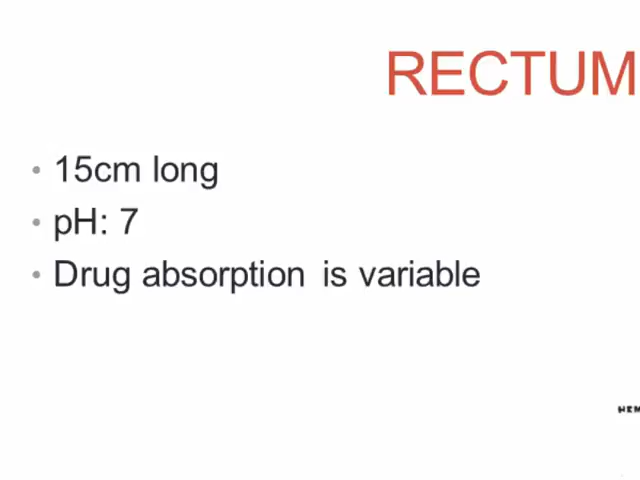 RECTUM
• 15cm long
• pH: 7
• Drug absorption is variable